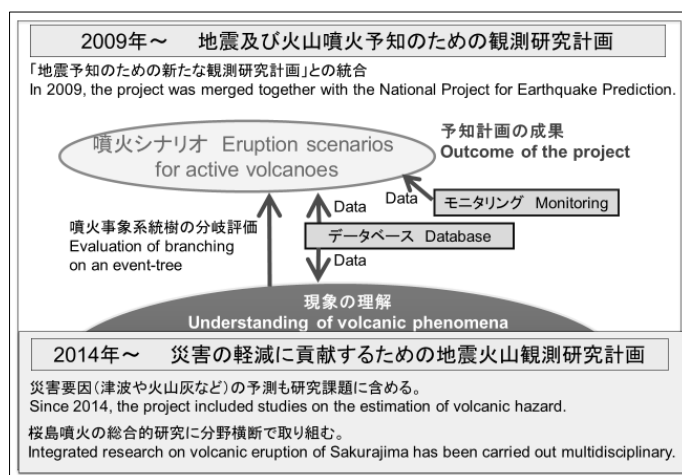 2009年～ 地震及び火山噴火予知のための観測研究計画
「地震予知のための新たな観測研究計画」との統合
In 2009, the project was merged together with the National Project for Earthquake Prediction.
噴火シナリオ Eruption scenarios
for active volcanoes
予知計画の成果
Outcome of the project
Data
モニタリング Monitoring
Data
データベース Database
Data
噴火事象系統樹の分岐評価
Evaluation of branching
on an event-tree
現象の理解
Understanding of volcanic phenomena
2014年～ 災害の軽減に貢献するための地震火山観測研究計画
災害要因(津波や火山灰など)の予測も研究課題に含める。
Since 2014, the project included studies on the estimation of volcanic hazard.
桜島噴火の総合的研究に分野横断で取り組む。
Integrated research on volcanic eruption of Sakurajima has been carried out multidisciplinary.